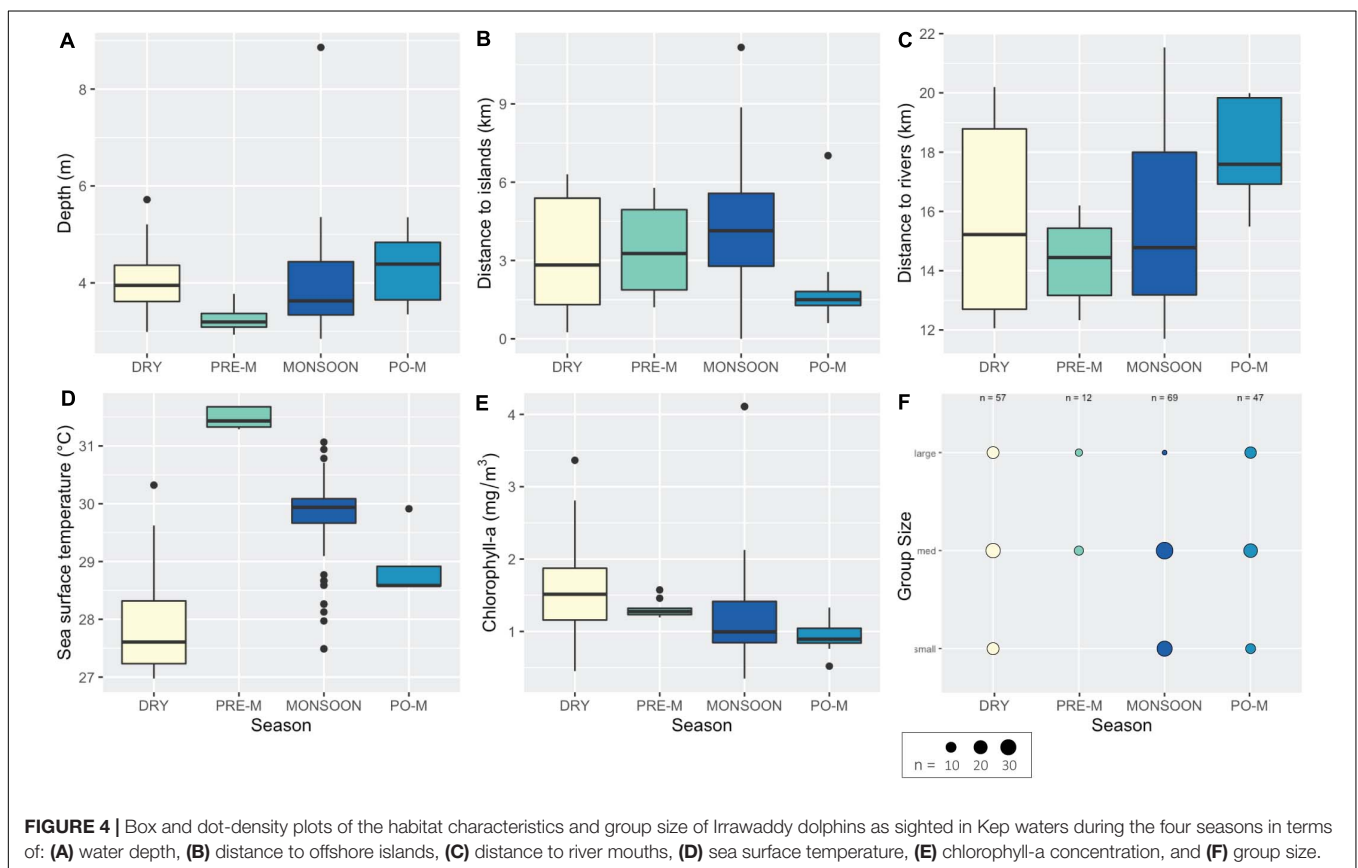 A
Depth (m)
8
6
4
DRY PRE-M MONSOON PO-M
B
Distance to islands (km)
9
6
3
0
DRY PRE-M MONSOON PO-M
C
Distance to rivers (km)
22
20
18
16
14
12
DRY PRE-M MONSOON PO-M
D
Sea surface temperature (°C)
31
30
29
28
27
DRY PRE-M MONSOON PO-M
Season
E
Chlorophyll-a (mg/m³)
4
3
2
1
DRY PRE-M MONSOON PO-M
Season
F
n = 57 n = 12 n = 69 n = 47
Group Size
large
med
small
DRY PRE-M MONSOON PO-M
Season
n = 10 20 30
FIGURE 4 | Box and dot-density plots of the habitat characteristics and group size of Irrawaddy dolphins as sighted in Kep waters during the four seasons in terms
of: (A) water depth, (B) distance to offshore islands, (C) distance to river mouths, (D) sea surface temperature, (E) chlorophyll-a concentration, and (F) group size.